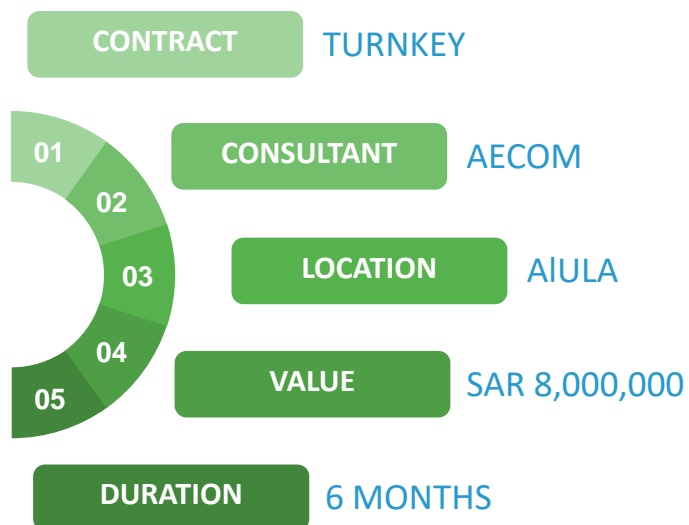 CONTRACT TURNKEY
01 CONSULTANT AECOM
02
03 LOCATION AlULA
04 VALUE SAR 8,000,000
05
DURATION 6 MONTHS